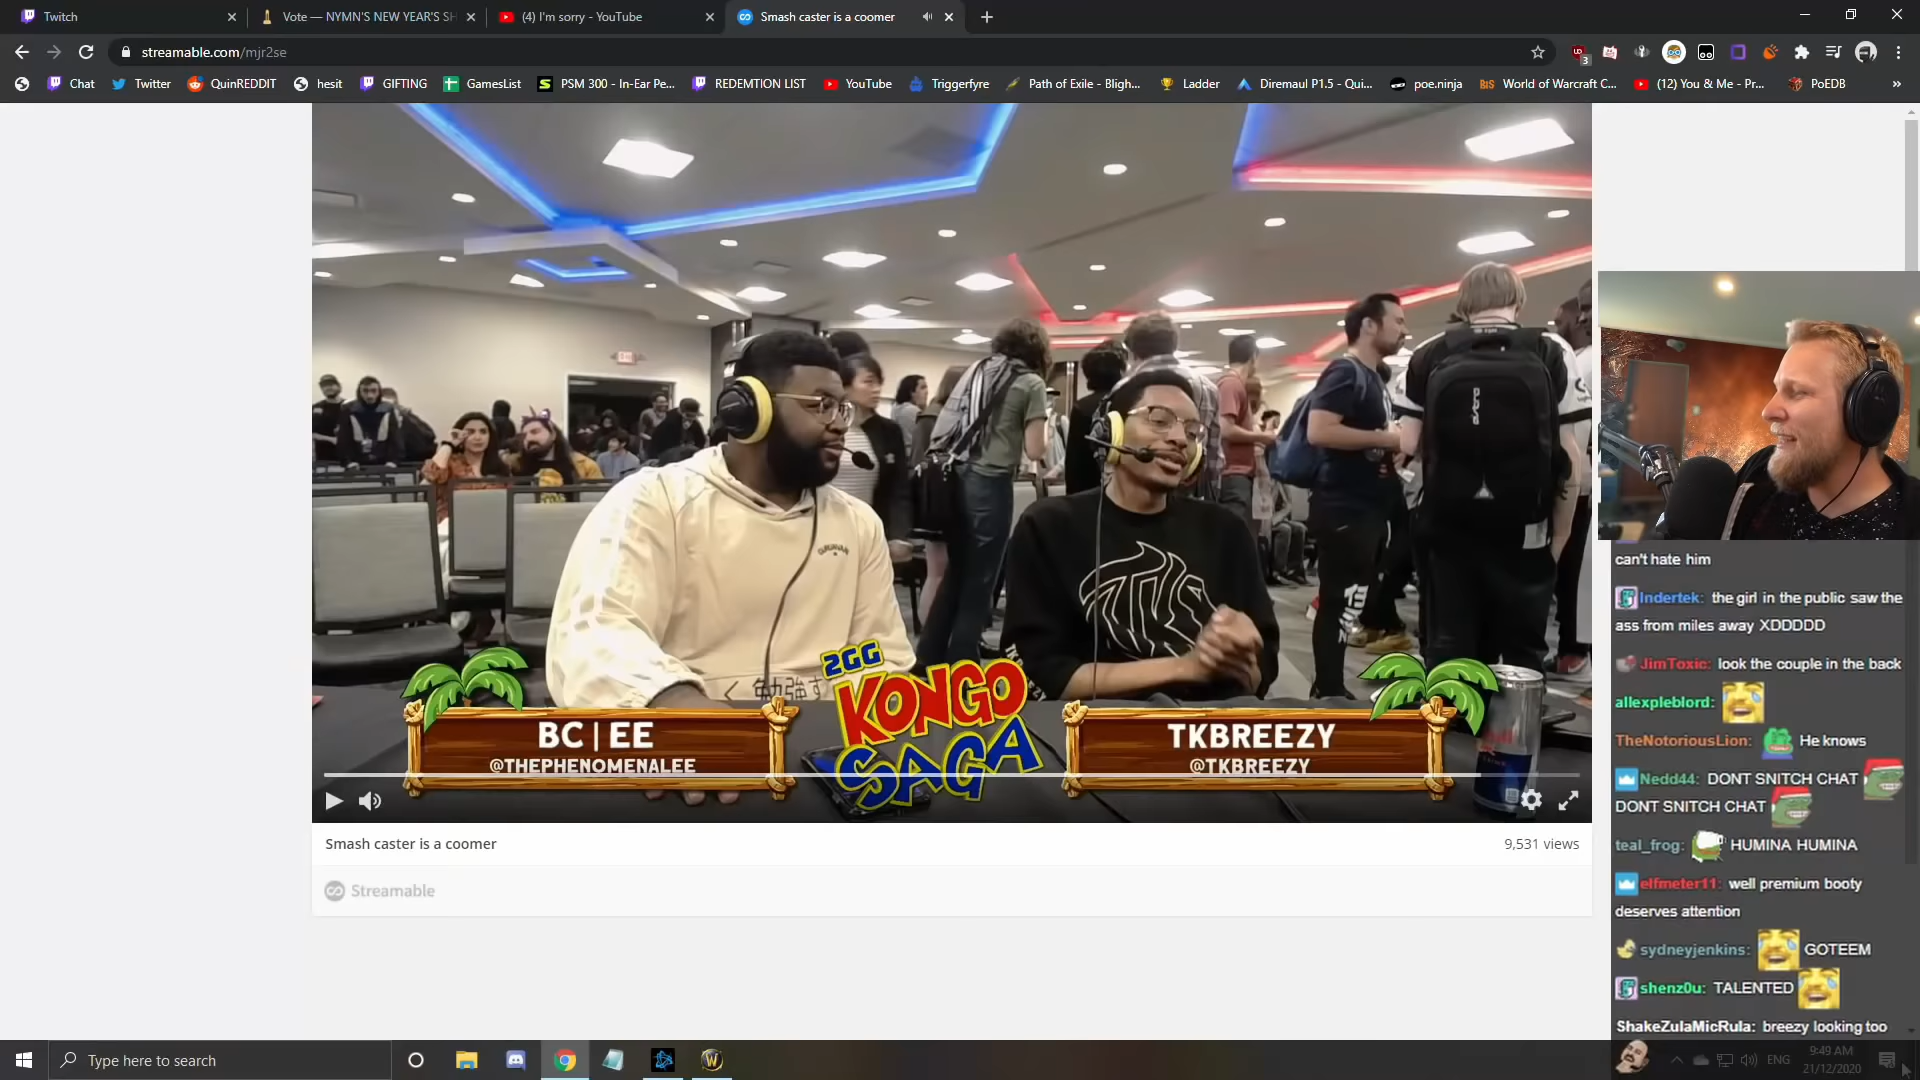 Twitch
Vote — NYMN'S NEW YEAR'S SH
(4) I'm sorry - YouTube
Smash caster is a coomer
streamable.com/mjr2se
3
Chat
Twitter
QuinREDDIT
hesit
GIFTING
GamesList
PSM 300 - In-Ear Pe...
REDEMTION LIST
YouTube
Triggerfyre
Path of Exile - Bligh...
Ladder
Diremaul P1.5 - Qui...
poe.ninja
BIS
World of Warcraft C...
(12) You & Me - Pr...
PoEDB
»
astro
2GG
KONGO
SAGA
BC | EE
@THEPHENOMENALEE
TKBREEZY
@TKBREEZY
Smash caster is a coomer
9,531 views
Streamable
can't hate him
Indertek: the girl in the public saw the
ass from miles away XDDDDD
JimToxic: look the couple in the back
allexpleblord:
TheNotoriousLion: He knows
Nedd44: DONT SNITCH CHAT
DONT SNITCH CHAT
teal_frog: HUMINA HUMINA
elfmeter11: well premium booty
deserves attention
sydneyjenkins: GOTEEM
shenz0u: TALENTED
ShakeZulaMicRula: breezy looking too
Type here to search
ENG
9:49 AM
21/12/2020